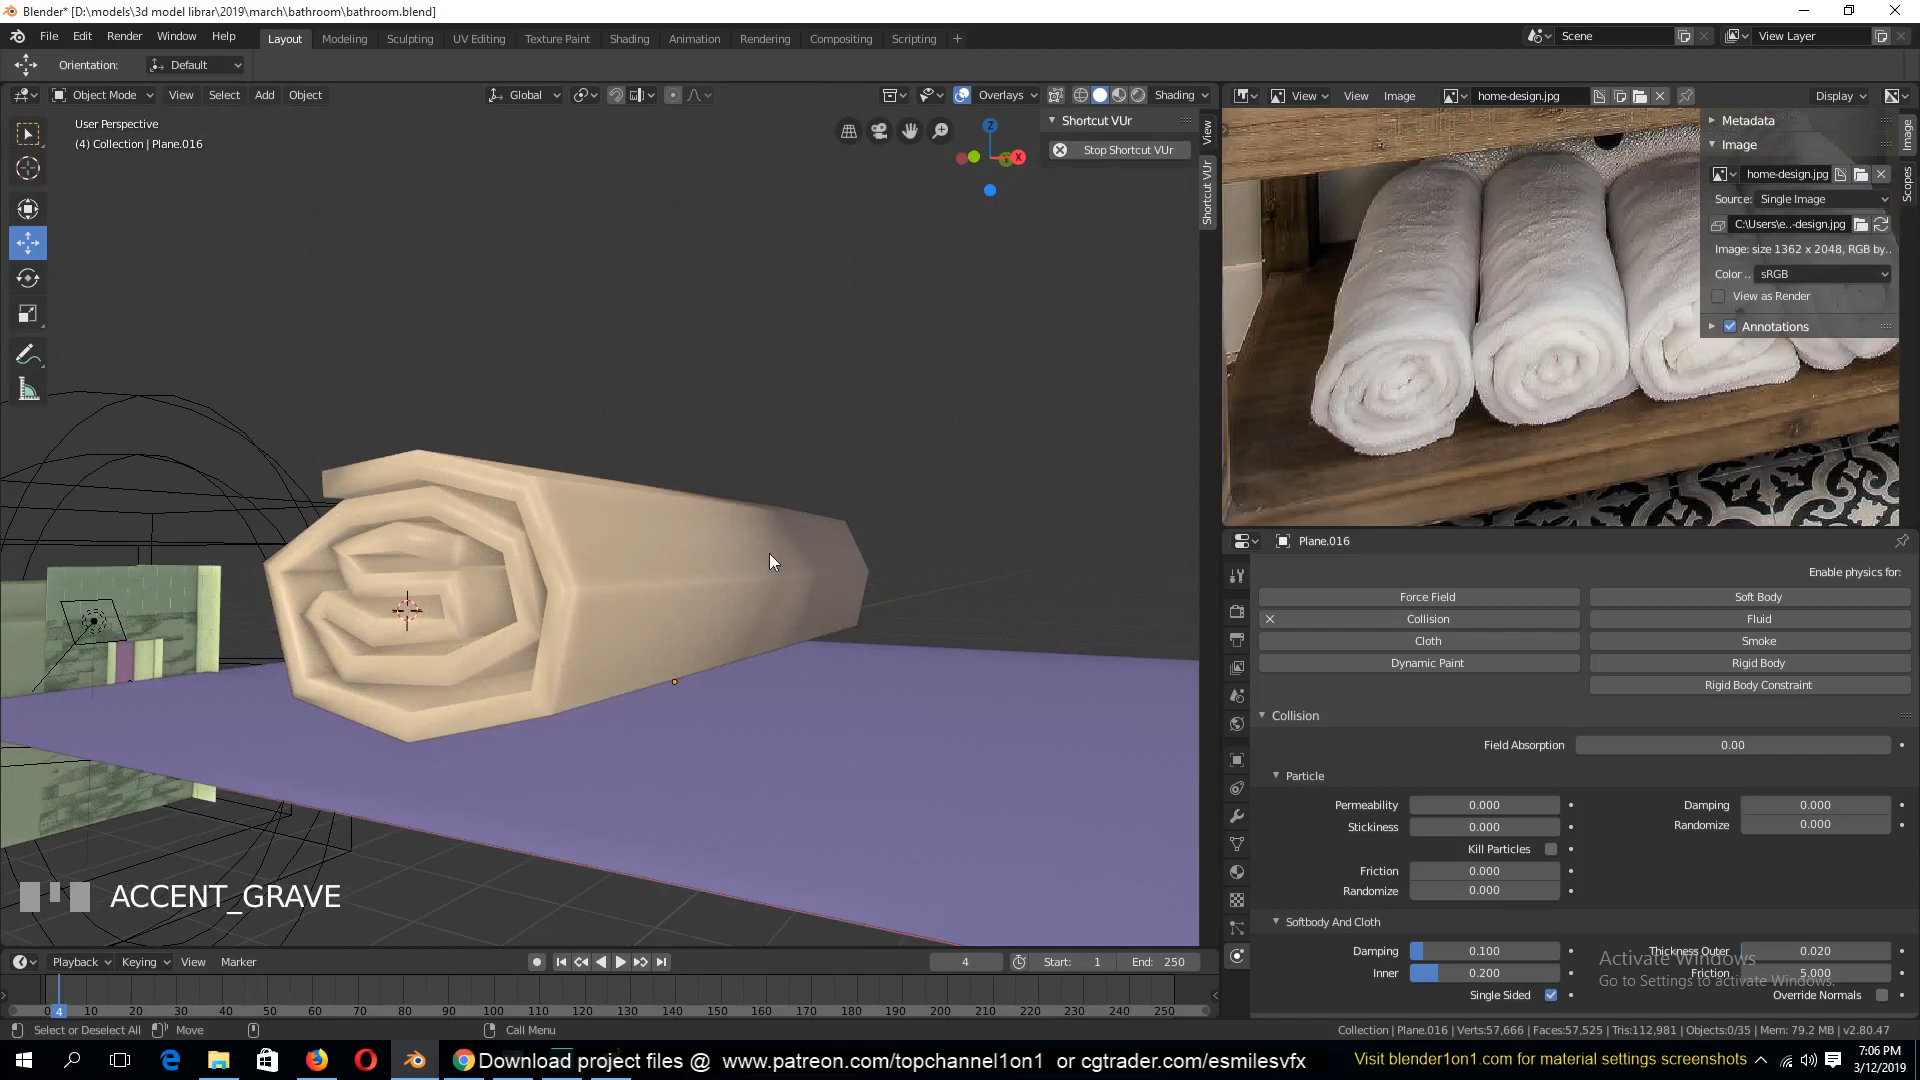 Blender* [D:\models\3d model librar\2019\march\bathroom\bathroom.blend]
File Edit Render Window Help
Layout Modeling Sculpting UV Editing Texture Paint Shading Animation Rendering Compositing Scripting
Scene View Layer
Orientation: Default
Object Mode View Select Add Object Global Overlays Shading
View View Image home-design.jpg Display
User Perspective
(4) Collection | Plane.016
Shortcut VUr
Stop Shortcut VUr
View
Shortcut VUr
Z
X
Metadata
Image
home-design.jpg
Source: Single Image
C:\Users\e..-design.jpg
Image: size 1362 x 2048, RGB by..
Color .. sRGB
View as Render
Annotations
Image
Scopes
Plane.016
Enable physics for:
Force Field Soft Body
Collision Fluid
Cloth Smoke
Dynamic Paint Rigid Body
Rigid Body Constraint
Collision
Field Absorption 0.00
Particle
Permeability 0.000 Damping 0.000
Stickiness 0.000 Randomize 0.000
Kill Particles
Friction 0.000
Randomize 0.000
Softbody And Cloth
Damping 0.100 Thickness Outer 0.020
Inner 0.200 Friction 5.000
Single Sided Override Normals
Activate Windows
Go to Settings to activate Windows.
ACCENT_GRAVE
Playback Keying View Marker 4 Start: 1 End: 250
0 4 10 20 30 40 50 60 70 80 90 100 110 120 130 140 150 160 170 180 190 200 210 220 230 240 250
Select or Deselect All Move Call Menu
Collection | Plane.016 | Verts:57,666 | Faces:57,525 | Tris:112,981 | Objects:0/35 | Mem: 79.2 MB | v2.80.47
Download project files @ www.patreon.com/topchannel1on1 or cgtrader.com/esmilesvfx
Visit blender1on1.com for material settings screenshots
7:06 PM
3/12/2019